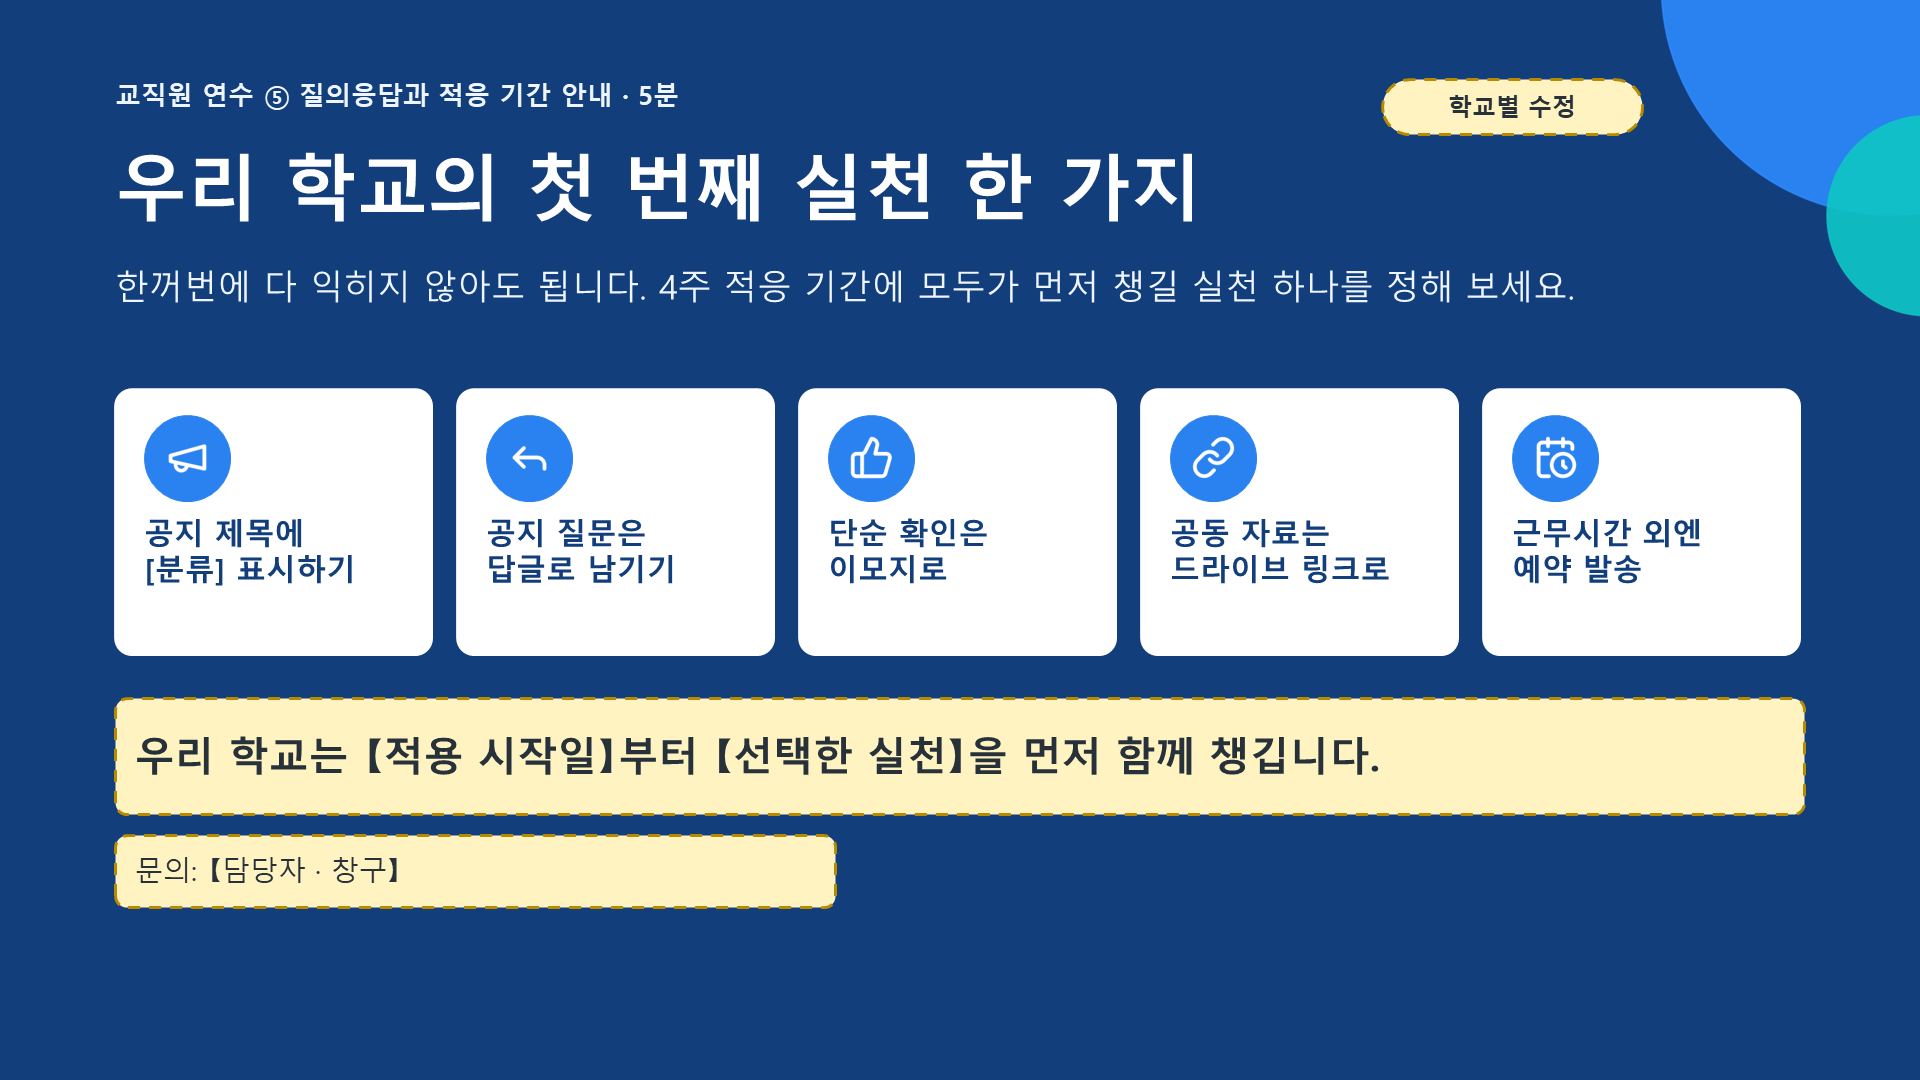 교직원 연수 ⑤ 질의응답과 적응 기간 안내 · 5분
학교별 수정
우리 학교의 첫 번째 실천 한 가지
한꺼번에 다 익히지 않아도 됩니다. 4주 적응 기간에 모두가 먼저 챙길 실천 하나를 정해 보세요.
공지 제목에
[분류] 표시하기
공지 질문은
답글로 남기기
단순 확인은
이모지로
공동 자료는
드라이브 링크로
근무시간 외엔
예약 발송
우리 학교는【적용 시작일】부터【선택한 실천】을 먼저 함께 챙깁니다.
문의:【담당자 · 창구】